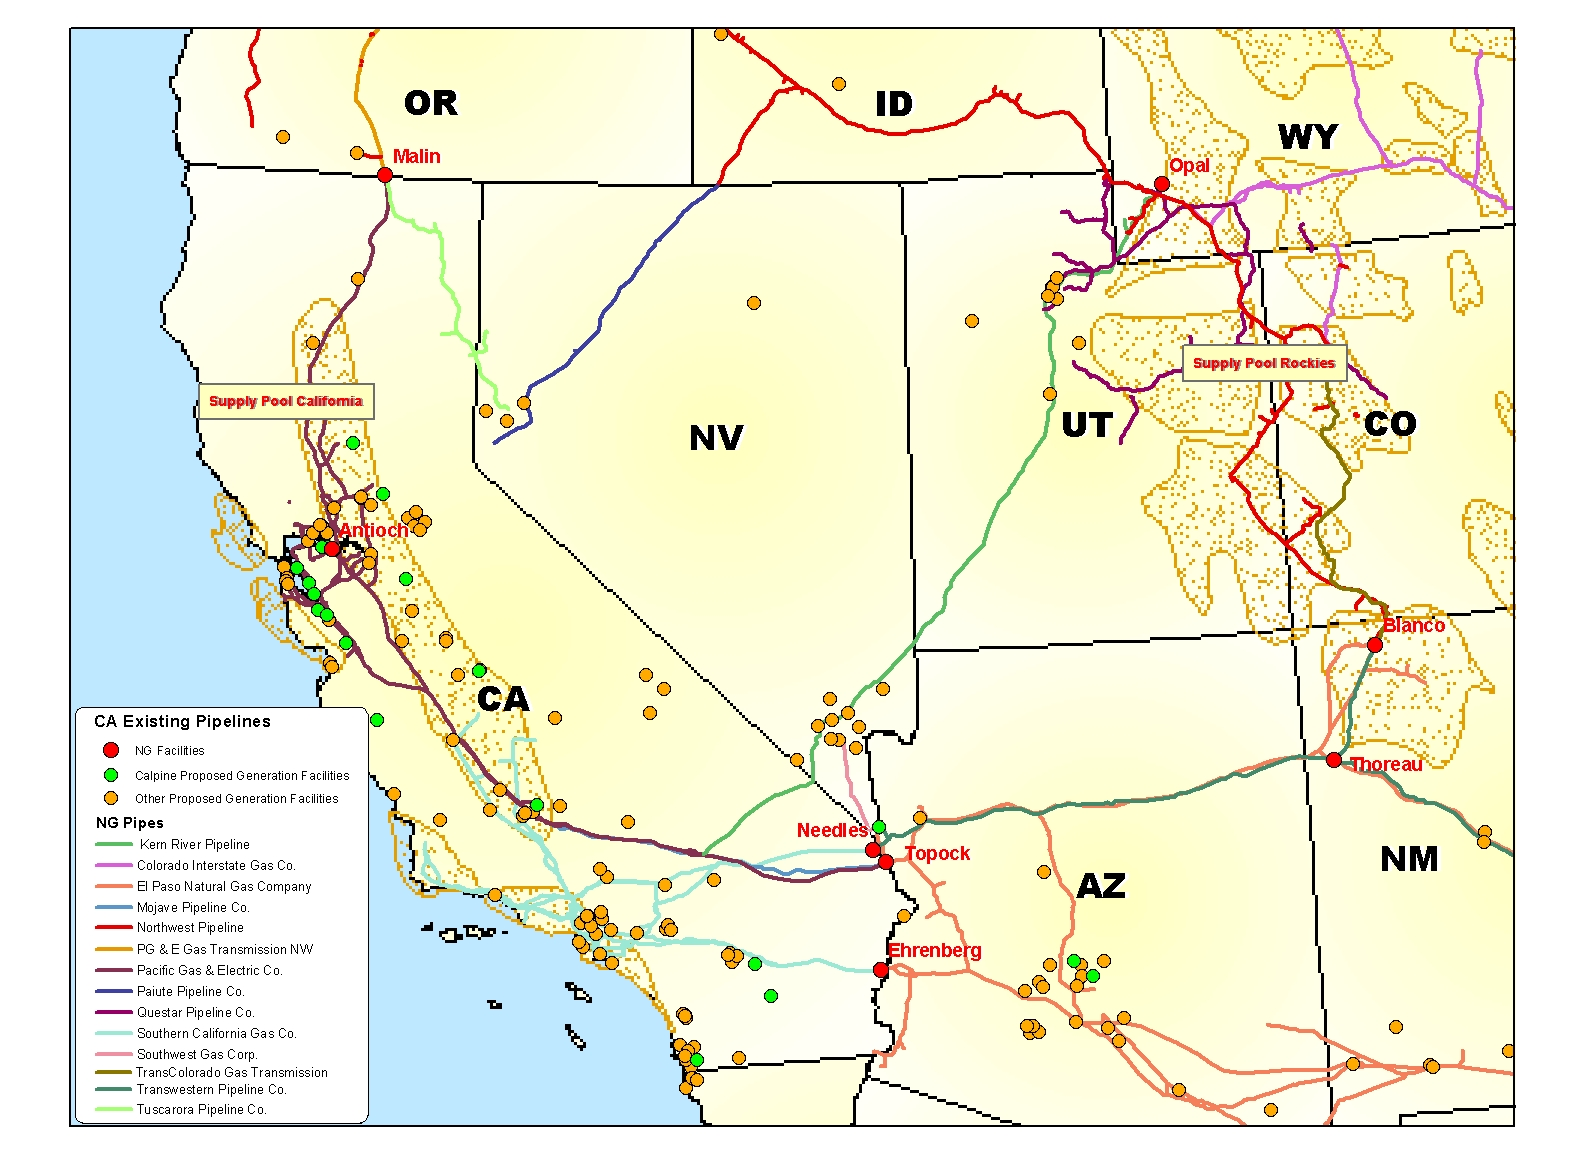 OR
ID
WY
Malin
Opal
Supply Pool Rockies
Supply Pool California
NV
UT
CO
Antioch
Blanco
CA
Thoreau
Needles
Topock
AZ
NM
Ehrenberg
CA Existing Pipelines
NG Facilities
Calpine Proposed Generation Facilities
Other Proposed Generation Facilities
NG Pipes
Kern River Pipeline
Colorado Interstate Gas Co.
El Paso Natural Gas Company
Mojave Pipeline Co.
Northwest Pipeline
PG & E Gas Transmission NW
Pacific Gas & Electric Co.
Paiute Pipeline Co.
Questar Pipeline Co.
Southern California Gas Co.
Southwest Gas Corp.
TransColorado Gas Transmission
Transwestern Pipeline Co.
Tuscarora Pipeline Co.